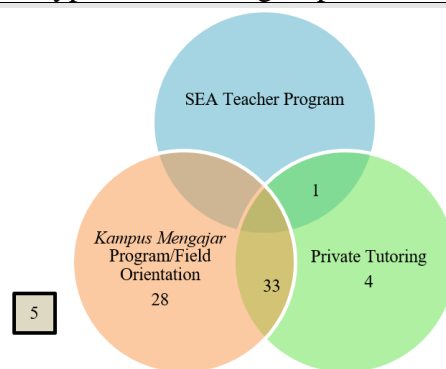 SEA Teacher Program
1
Kampus Mengajar
Program/Field
Orientation
28
33
Private Tutoring
4
5